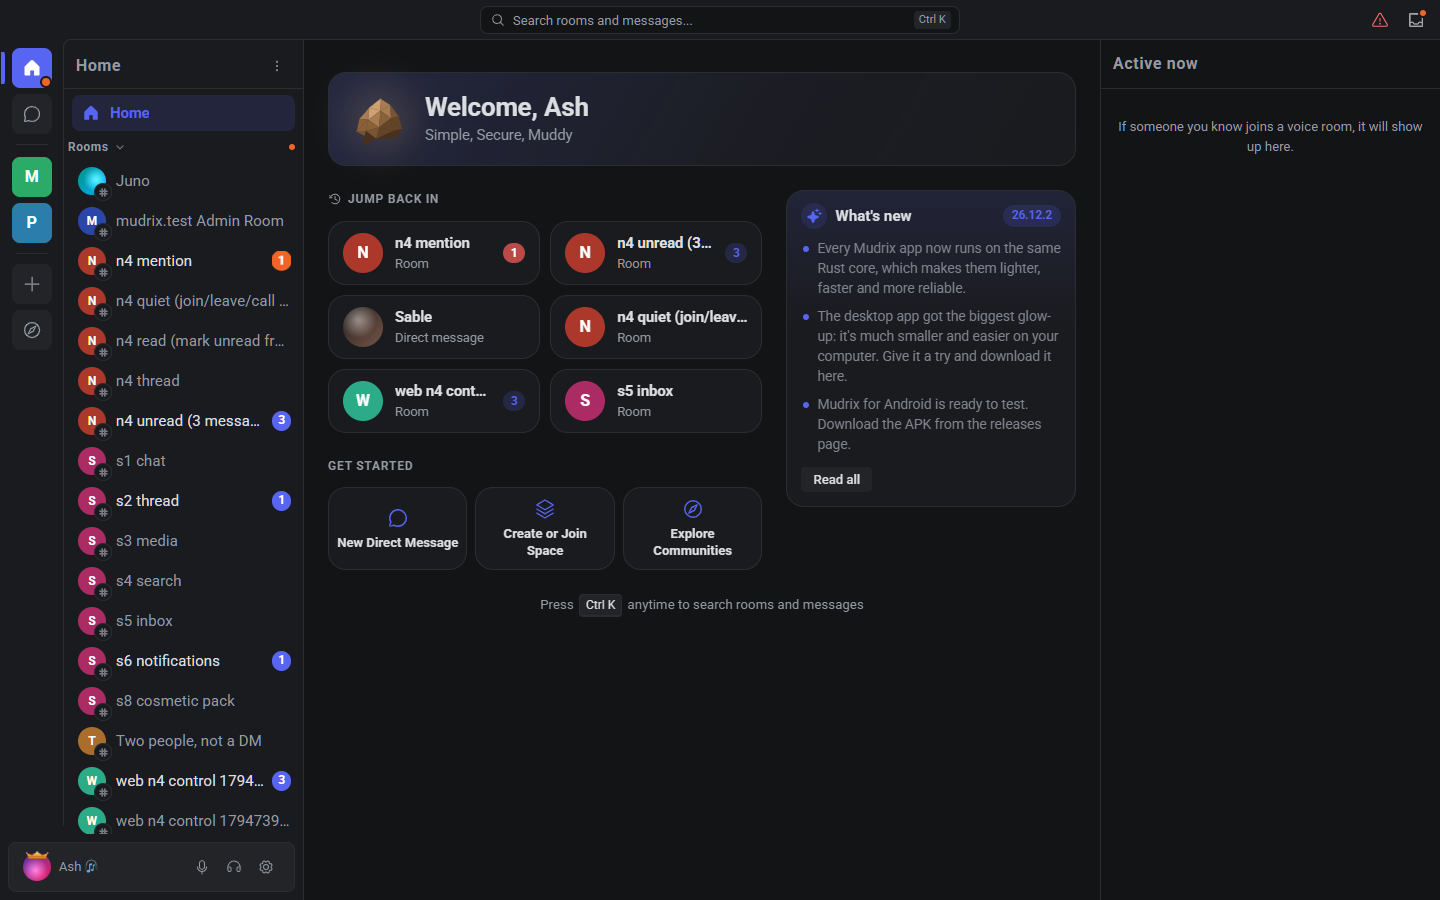 Search rooms and messages...
Ctrl K
Home
Home
Rooms
M
P
Juno
M
mudrix.test Admin Room
N
n4 mention
1
N
n4 quiet (join/leave/call ...
N
n4 read (mark unread fr...
N
n4 thread
N
n4 unread (3 messa...
3
S
s1 chat
S
s2 thread
1
S
s3 media
S
s4 search
S
s5 inbox
S
s6 notifications
1
S
s8 cosmetic pack
T
Two people, not a DM
W
web n4 control 1794...
3
W
web n4 control 1794739...
Ash
Welcome, Ash
Simple, Secure, Muddy
JUMP BACK IN
N
n4 mention
Room
1
N
n4 unread (3...
Room
3
Sable
Direct message
N
n4 quiet (join/leav...
Room
W
web n4 cont...
Room
3
S
s5 inbox
Room
GET STARTED
New Direct Message
Create or Join
Space
Explore
Communities
Press Ctrl K anytime to search rooms and messages
What's new
26.12.2
Every Mudrix app now runs on the same
Rust core, which makes them lighter,
faster and more reliable.
The desktop app got the biggest glow-
up: it's much smaller and easier on your
computer. Give it a try and download it
here.
Mudrix for Android is ready to test.
Download the APK from the releases
page.
Read all
Active now
If someone you know joins a voice room, it will show
up here.